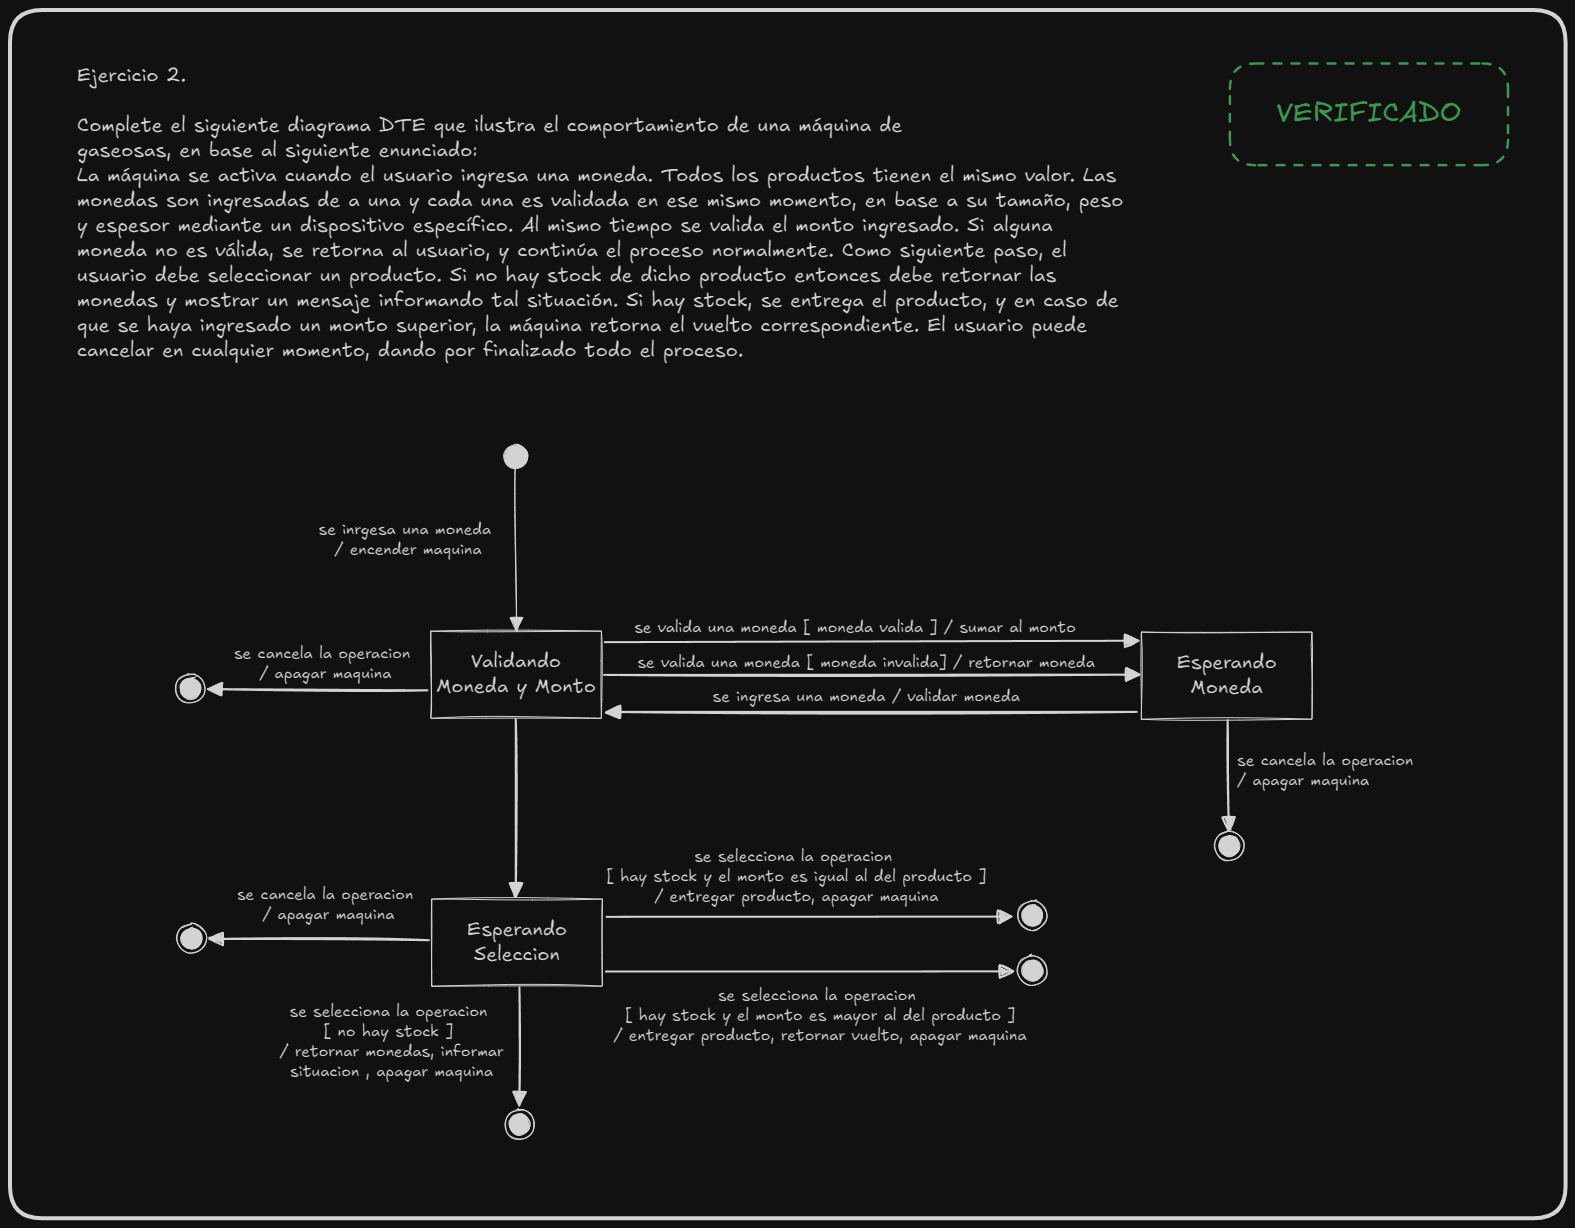 Ejercicio 2.
VERIFICADO
Complete el siguiente diagrama DTE que ilustra el comportamiento de una máquina de
gaseosas, en base al siguiente enunciado:
La máquina se activa cuando el usuario ingresa una moneda. Todos los productos tienen el mismo valor. Las
monedas son ingresadas de a una y cada una es validada en ese mismo momento, en base a su tamaño, peso
y espesor mediante un dispositivo específico. Al mismo tiempo se valida el monto ingresado. Si alguna
moneda no es válida, se retorna al usuario, y continúa el proceso normalmente. Como siguiente paso, el
usuario debe seleccionar un producto. Si no hay stock de dicho producto entonces debe retornar las
monedas y mostrar un mensaje informando tal situación. Si hay stock, se entrega el producto, y en caso de
que se haya ingresado un monto superior, la máquina retorna el vuelto correspondiente. El usuario puede
cancelar en cualquier momento, dando por finalizado todo el proceso.
se inrgesa una moneda
/ encender maquina
se cancela la operacion
/ apagar maquina
Validando
Moneda y Monto
se valida una moneda [ moneda valida ] / sumar al monto
se valida una moneda [ moneda invalida] / retornar moneda
se ingresa una moneda / validar moneda
Esperando
Moneda
se cancela la operacion
/ apagar maquina
se selecciona la operacion
[ hay stock y el monto es igual al del producto ]
/ entregar producto, apagar maquina
se cancela la operacion
/ apagar maquina
Esperando
Seleccion
se selecciona la operacion
[ hay stock y el monto es mayor al del producto ]
/ entregar producto, retornar vuelto, apagar maquina
se selecciona la operacion
[ no hay stock ]
/ retornar monedas, informar
situacion , apagar maquina